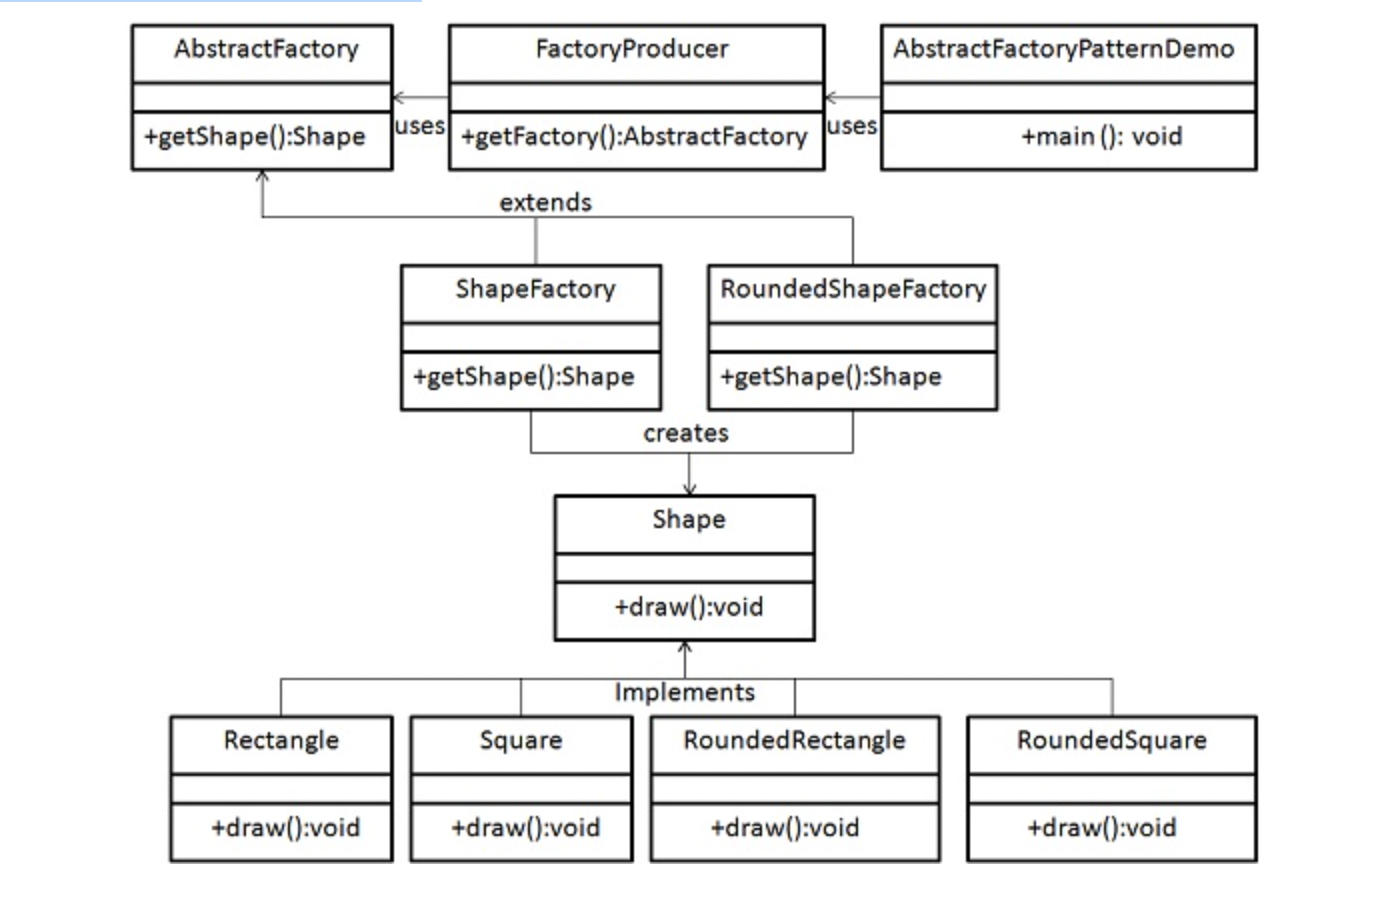 AbstractFactory
+getShape():Shape
uses
FactoryProducer
+getFactory():AbstractFactory
uses
AbstractFactoryPatternDemo
+main (): void
extends
ShapeFactory
+getShape():Shape
RoundedShapeFactory
+getShape():Shape
creates
Shape
+draw():void
Implements
Rectangle
+draw():void
Square
+draw():void
RoundedRectangle
+draw():void
RoundedSquare
+draw():void